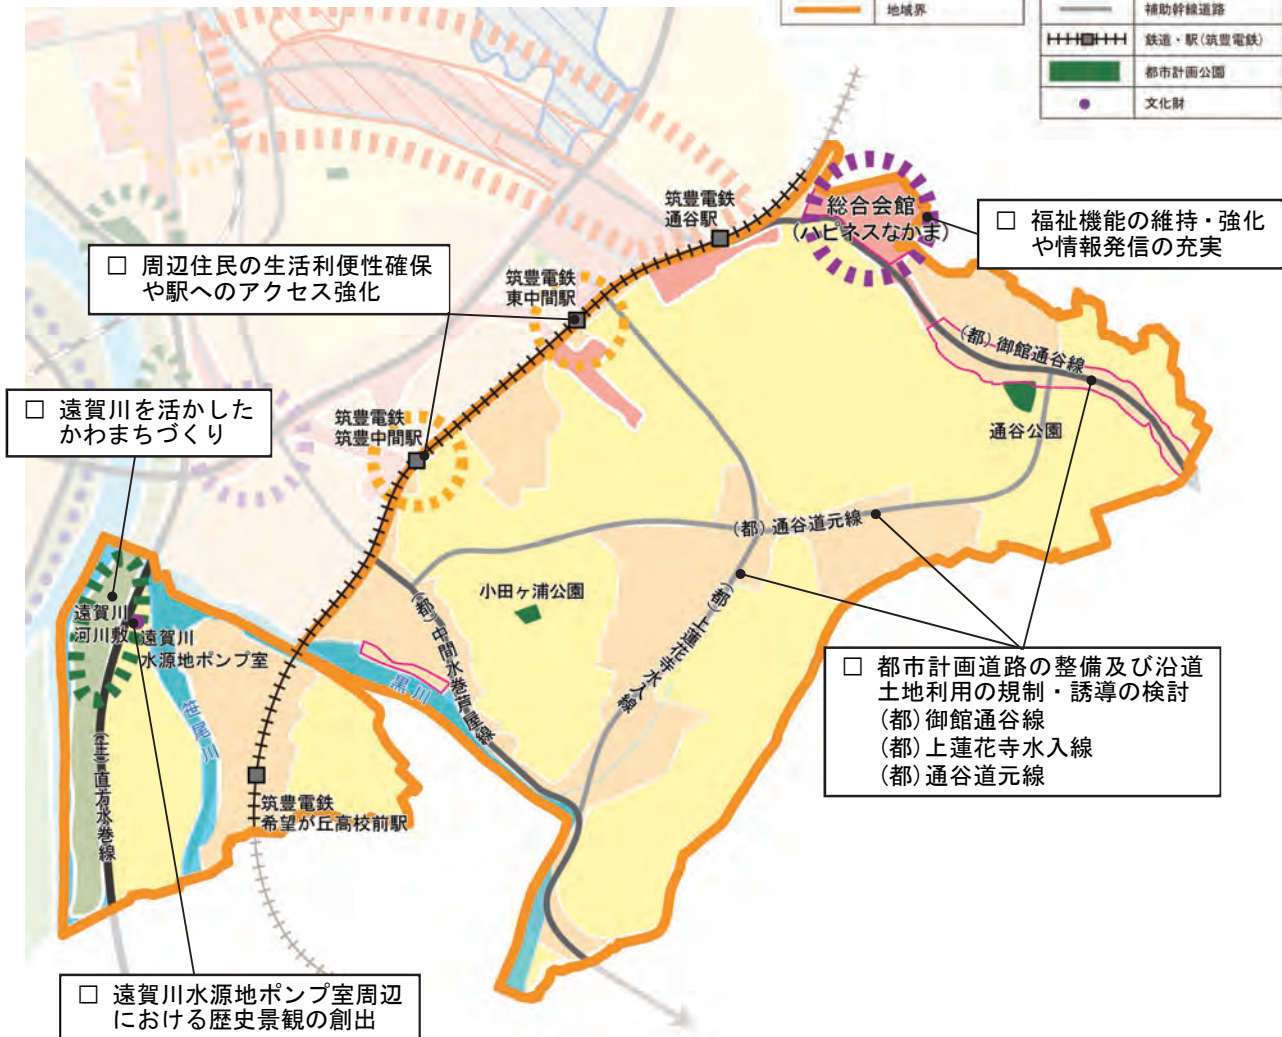 地域界
補助幹線道路
鉄道・駅(筑豊電鉄)
都市計画公園
文化財
筑豊電鉄
通谷駅
総合会館
(ハピネスなかま)
□ 福祉機能の維持・強化
や情報発信の充実
□ 周辺住民の生活利便性確保
や駅へのアクセス強化
筑豊電鉄
東中間駅
(都)御館通谷線
□ 遠賀川を活かした
かわまちづくり
筑豊電鉄
筑豊中間駅
通谷公園
(都)通谷道元線
小田ヶ浦公園
(都)中間水巻芦屋線
(都)上蓮花寺水入線
遠賀川
河川敷
遠賀川
水源地ポンプ室
黒川
笹尾川
□ 都市計画道路の整備及び沿道
土地利用の規制・誘導の検討
(都)御館通谷線
(都)上蓮花寺水入線
(都)通谷道元線
(主)直方水巻線
筑豊電鉄
希望が丘高校前駅
□ 遠賀川水源地ポンプ室周辺
における歴史景観の創出